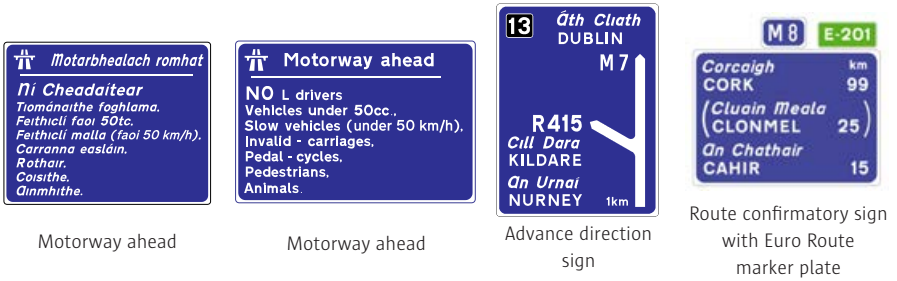 Motarbhealach romhat
Ní Cheadaítear
Tiománaithe foghlama.
Feithiclí faoi 50tc.
Feithiclí malla (faoi 50 km/h).
Carranna easláin,
Rothair.
Coisithe.
Ainmhithe.
Motorway ahead
Motorway ahead
NO L drivers
Vehicles under 50cc.,
Slow vehicles (under 50 km/h),
Invalid - carriages,
Pedal - cycles,
Pedestrians,
Animals.
Motorway ahead
13
Áth Cliath
DUBLIN
M7
R415
Cill Dara
KILDARE
An Urnaí
NURNEY 1km
Advance direction
sign
M8 E-201
Corcaigh km
CORK 99
(Cluain Meala
CLONMEL 25)
An Chathair
CAHIR 15
Route confirmatory sign
with Euro Route
marker plate